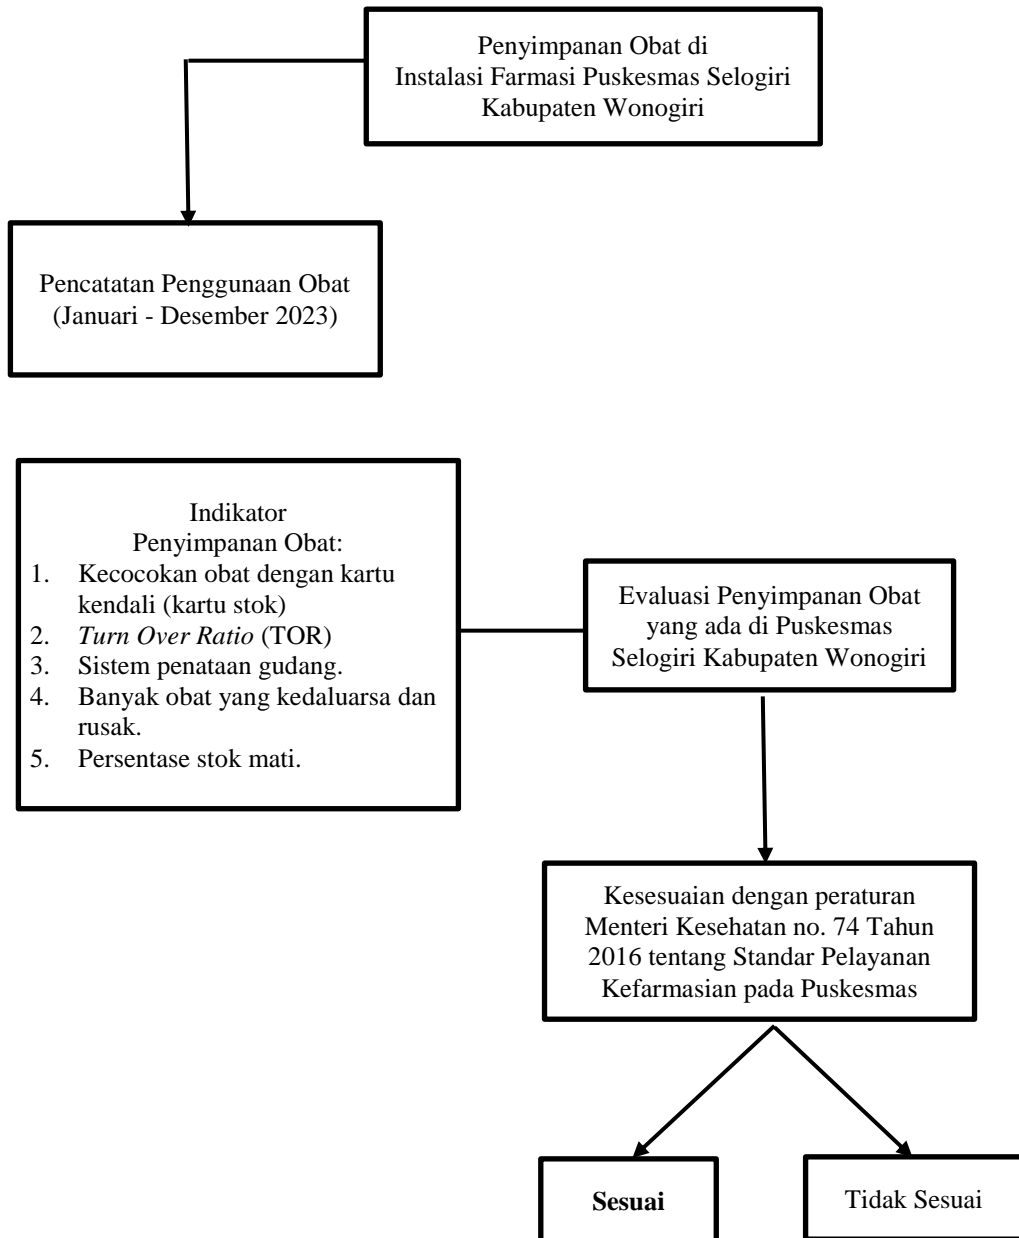 Penyimpanan Obat di
Instalasi Farmasi Puskesmas Selogiri
Kabupaten Wonogiri
Pencatatan Penggunaan Obat
(Januari - Desember 2023)
Indikator
Penyimpanan Obat:
1. Kecocokan obat dengan kartu
kendali (kartu stok)
2. Turn Over Ratio (TOR)
3. Sistem penataan gudang.
4. Banyak obat yang kedaluarsa dan
rusak.
5. Persentase stok mati.
Evaluasi Penyimpanan Obat
yang ada di Puskesmas
Selogiri Kabupaten Wonogiri
Kesesuaian dengan peraturan
Menteri Kesehatan no. 74 Tahun
2016 tentang Standar Pelayanan
Kefarmasian pada Puskesmas
Sesuai
Tidak Sesuai